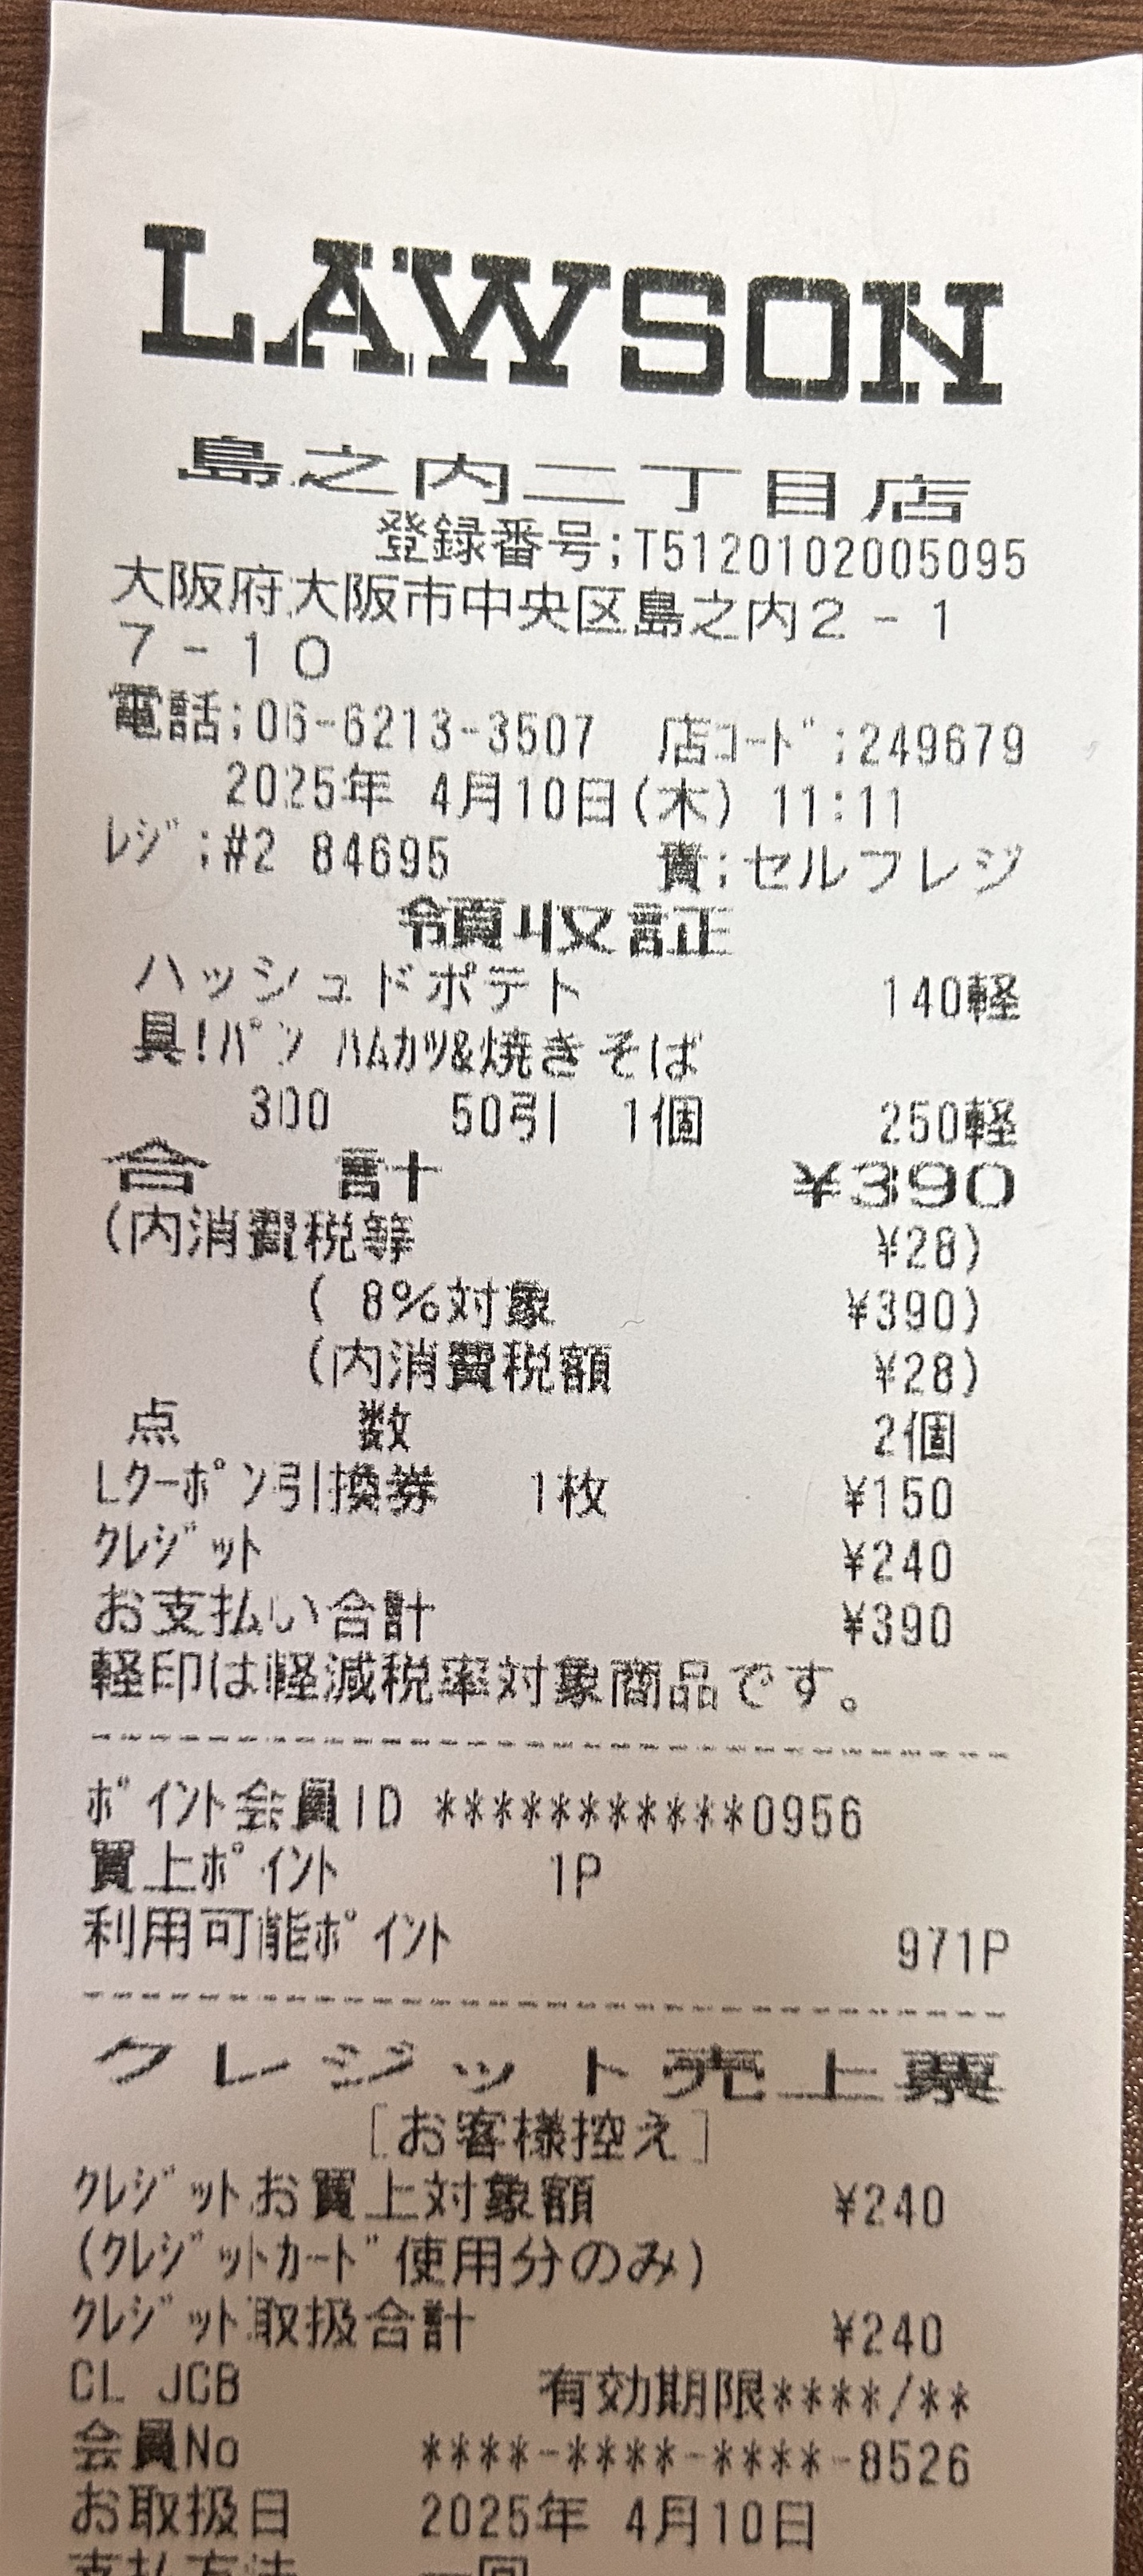 LAWSON
島之内二丁目店
登録番号;T5120102005095
大阪府大阪市中央区島之内2-1
7-10
電話;06-6213-3507 店ｺｰﾄﾞ;249679
2025年 4月10日(木) 11:11
ﾚｼﾞ;#2 84695 責;セルフレジ
領収証
ハッシュドポテト 140軽
具!ﾊﾟﾝ ﾊﾑｶﾂ&焼きそば
300 50引 1個 250軽
合 計 ¥390
(内消費税等 ¥28)
( 8%対象 ¥390)
(内消費税額 ¥28)
点 数 2個
Lｸｰﾎﾟﾝ引換券 1枚 ¥150
ｸﾚｼﾞｯﾄ ¥240
お支払い合計 ¥390
軽印は軽減税率対象商品です。
ﾎﾟｲﾝﾄ会員ID ***********0956
買上ﾎﾟｲﾝﾄ 1P
利用可能ﾎﾟｲﾝﾄ 971P
クレジット売上票
[お客様控え]
ｸﾚｼﾞｯﾄお買上対象額 ¥240
(ｸﾚｼﾞｯﾄｶｰﾄﾞ使用分のみ)
ｸﾚｼﾞｯﾄ取扱合計 ¥240
CL JCB 有効期限****/**
会員No ****-****-****-8526
お取扱日 2025年 4月10日
支払方法 一回